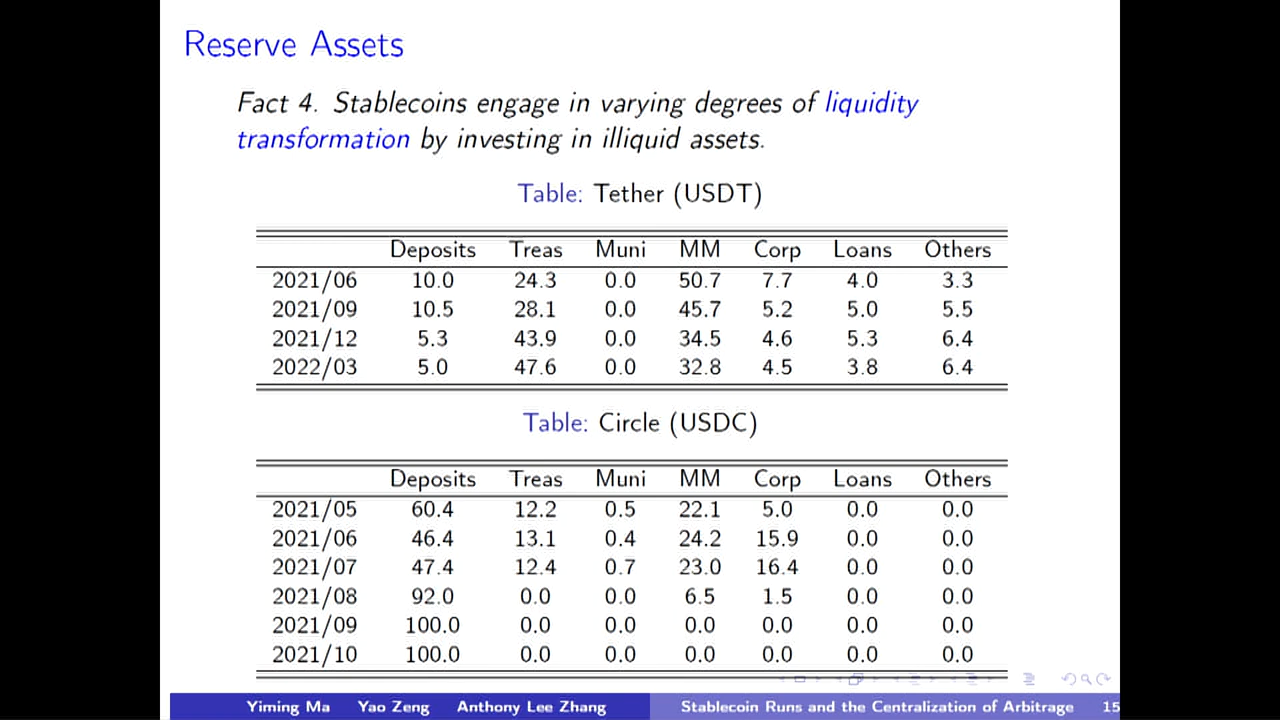 Reserve Assets
Fact 4. Stablecoins engage in varying degrees of liquidity
transformation by investing in illiquid assets.
Table: Tether (USDT)
Deposits Treas Muni MM Corp Loans Others
2021/06 10.0 24.3 0.0 50.7 7.7 4.0 3.3
2021/09 10.5 28.1 0.0 45.7 5.2 5.0 5.5
2021/12 5.3 43.9 0.0 34.5 4.6 5.3 6.4
2022/03 5.0 47.6 0.0 32.8 4.5 3.8 6.4
Table: Circle (USDC)
Deposits Treas Muni MM Corp Loans Others
2021/05 60.4 12.2 0.5 22.1 5.0 0.0 0.0
2021/06 46.4 13.1 0.4 24.2 15.9 0.0 0.0
2021/07 47.4 12.4 0.7 23.0 16.4 0.0 0.0
2021/08 92.0 0.0 0.0 6.5 1.5 0.0 0.0
2021/09 100.0 0.0 0.0 0.0 0.0 0.0 0.0
2021/10 100.0 0.0 0.0 0.0 0.0 0.0 0.0
Yiming Ma Yao Zeng Anthony Lee Zhang Stablecoin Runs and the Centralization of Arbitrage 15